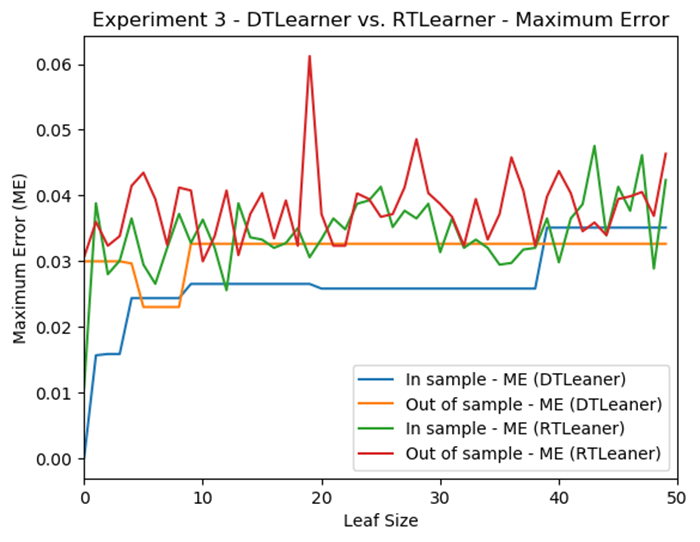 Experiment 3 - DTLearner vs. RTLearner - Maximum Error
Maximum Error (ME)
0.06
0.05
0.04
0.03
0.02
0.01
0.00
In sample - ME (DTLeaner)
Out of sample - ME (DTLeaner)
In sample - ME (RTLeaner)
Out of sample - ME (RTLeaner)
0 10 20 30 40 50
Leaf Size